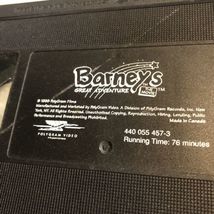 Barney's
GREAT ADVENTURE THE MOVIE ™
© 1998 PolyGram Films
Manufactured and Marketed by PolyGram Video, A Division of PolyGram Records, Inc. New
York, NY. All Rights Reserved. Unauthorized Copying, Reproduction, Hiring, Lending, Public
Performance and Broadcasting Prohibited.
Made in Canada
POLYGRAM VIDEO
440 055 457-3
Running Time: 76 minutes